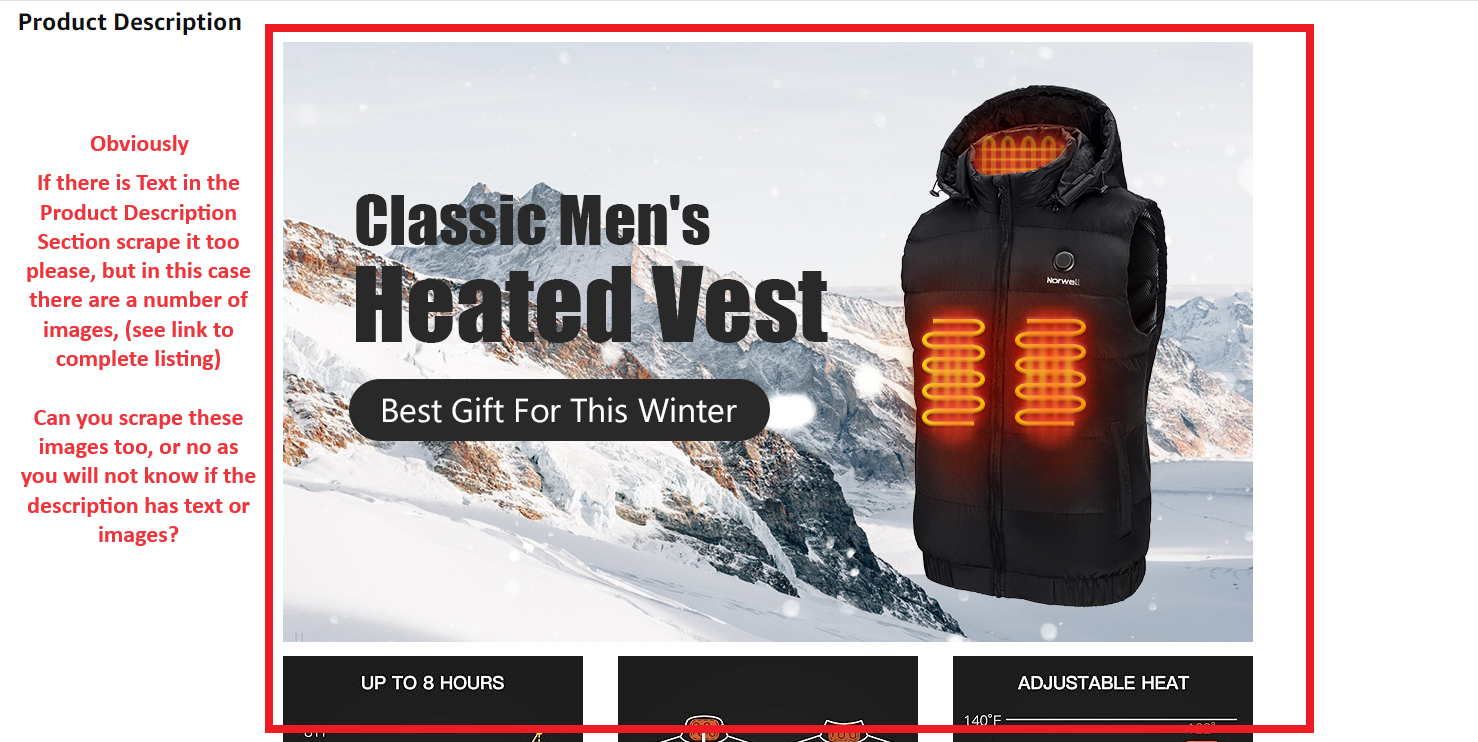 Product Description
Obviously
If there is Text in the
Product Description
Section scrape it too
please, but in this case
there are a number of
images, (see link to
complete listing)
Can you scrape these
images too, or no as
you will not know if the
description has text or
images?
Classic Men's
Heated Vest
Best Gift For This Winter
Norwell
UP TO 8 HOURS
ADJUSTABLE HEAT
140°F